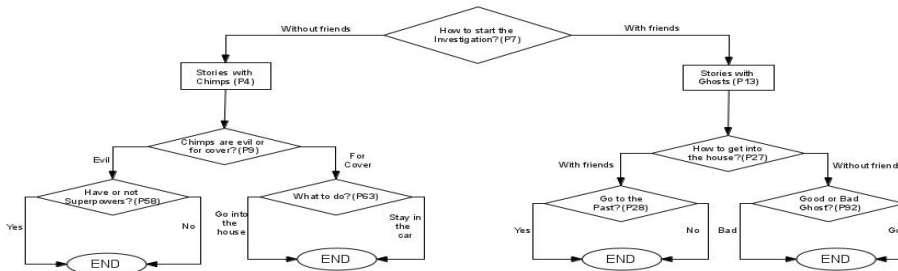 Without friends
How to start the
Investigation?(P7)
With friends
Stories with
Chimps (P4)
Stories with
Ghosts (P13)
Chimps are evil or
for cover?(P9)
How to get into
the house?(P27)
Evil
For
Cover
With friends
Without friend
Have or not
Superpowers?(P58)
What to do?(P63)
Go to the
Past?(P28)
Good or Bad
Ghost?(P92)
Yes
No
Go into
the
house
Stay in
the
car
Yes
No
Bad
END
END
END
END